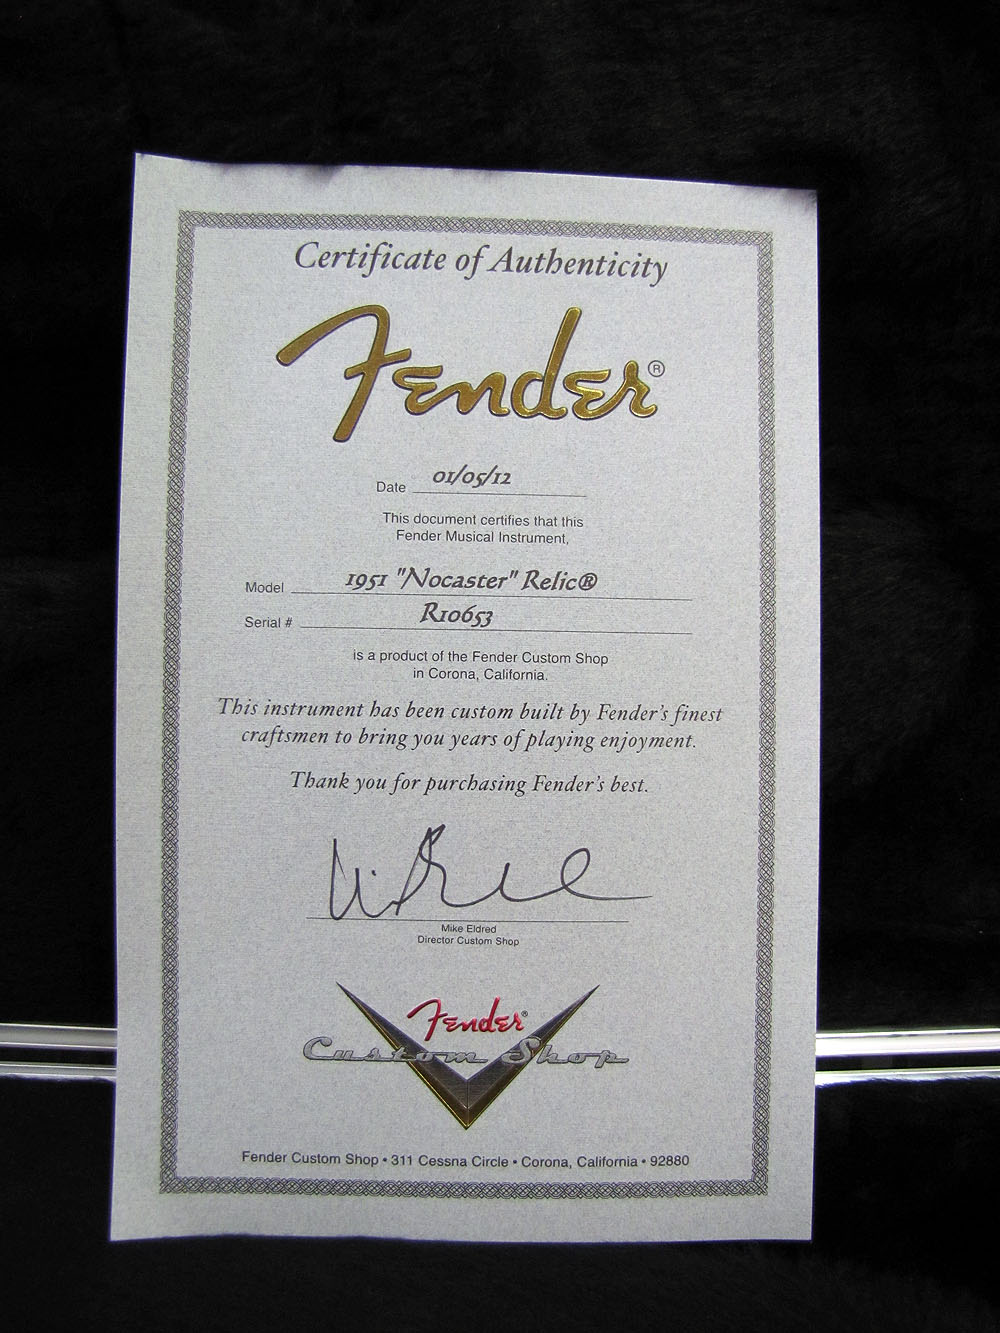 Certificate of Authenticity
Fender®
Date 01/05/12
This document certifies that this
Fender Musical Instrument,
Model 1951 "Nocaster" Relic®
Serial # R10653
is a product of the Fender Custom Shop
in Corona, California.
This instrument has been custom built by Fender's finest
craftsmen to bring you years of playing enjoyment.
Thank you for purchasing Fender's best.
Mike Eldred
Director Custom Shop
Fender®
Custom Shop
Fender Custom Shop • 311 Cessna Circle • Corona, California • 92880